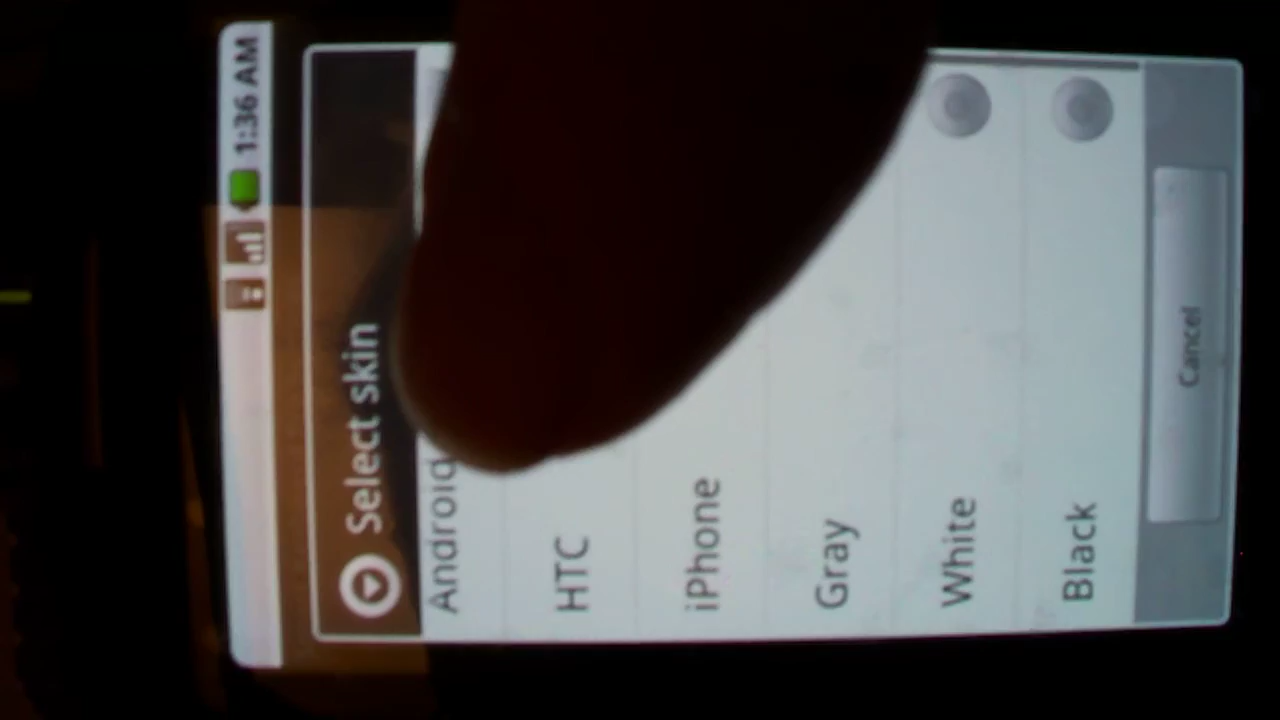 1:36 AM
Select skin
Android
HTC
iPhone
Gray
White
Black
Cancel